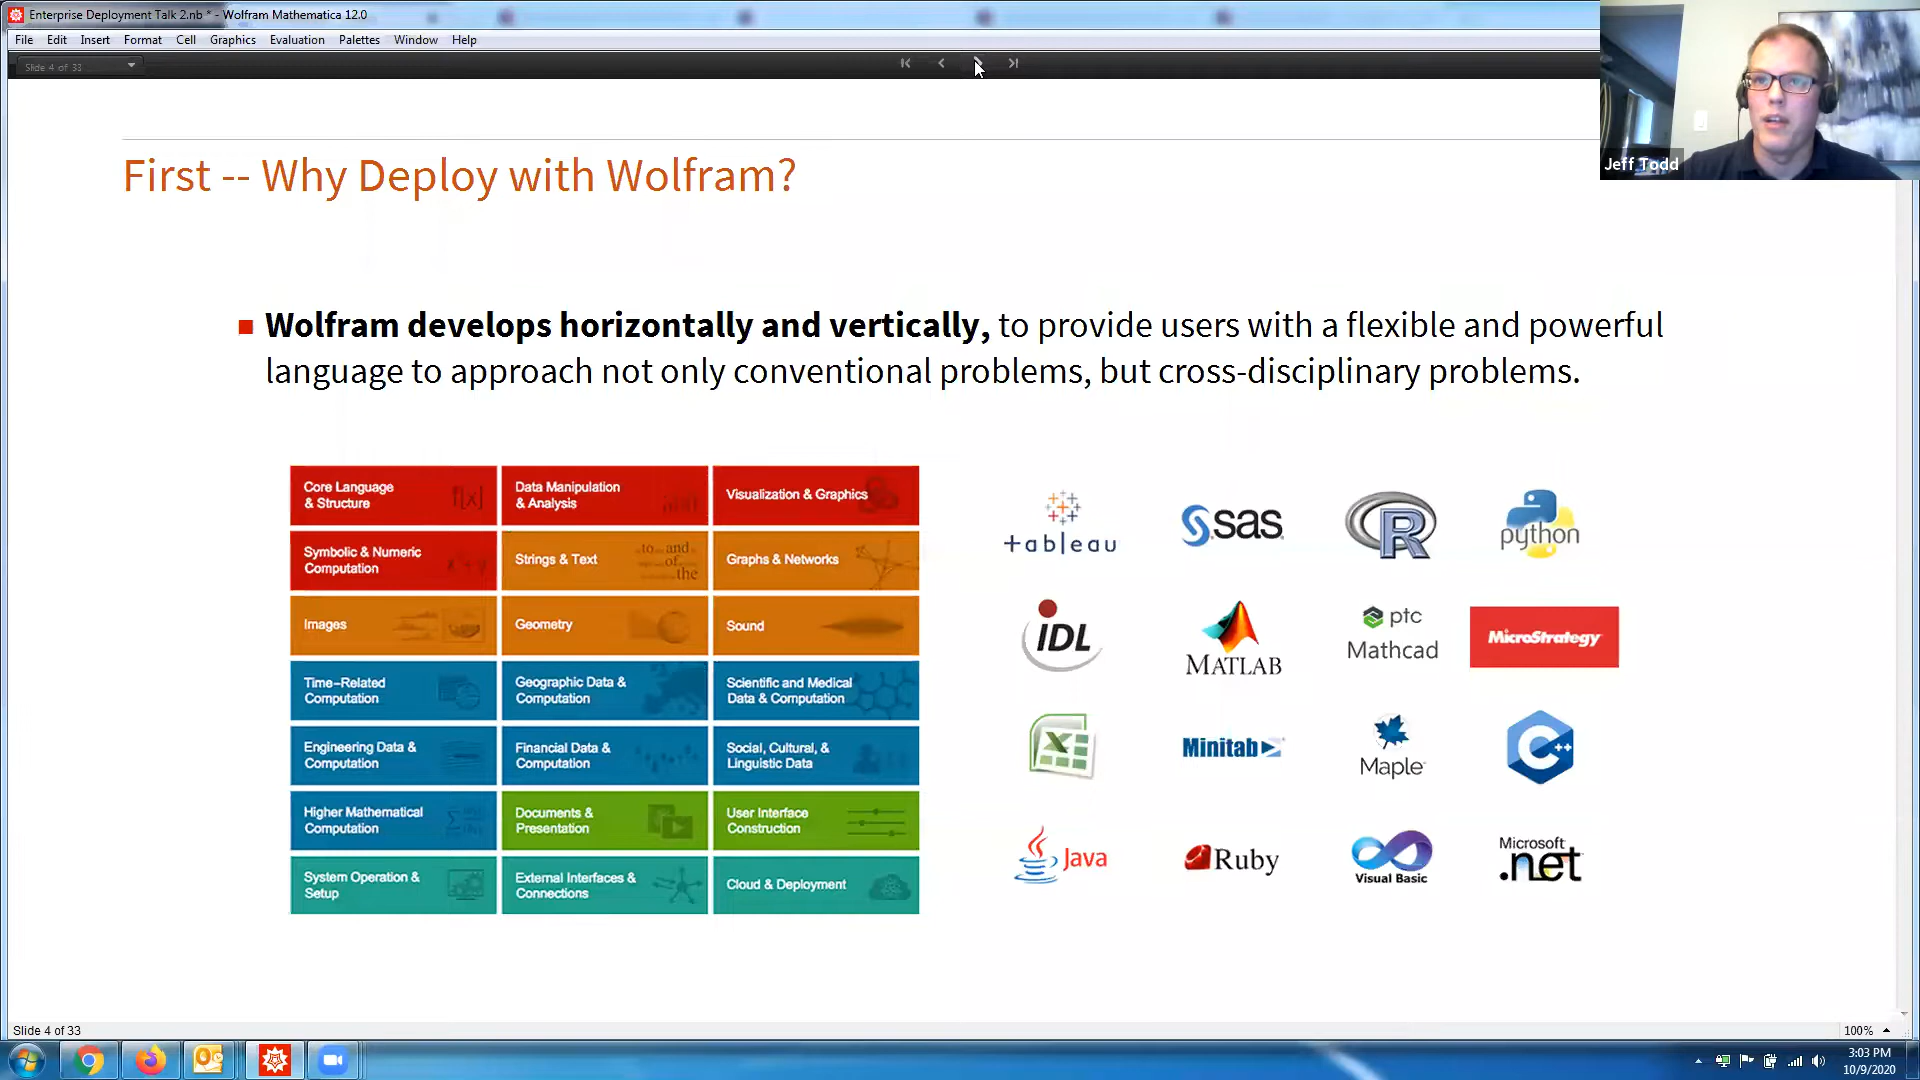 Enterprise Deployment Talk 2.nb * - Wolfram Mathematica 12.0
File Edit Insert Format Cell Graphics Evaluation Palettes Window Help
Slide 4 of 33
Jeff Todd
First -- Why Deploy with Wolfram?
Wolfram develops horizontally and vertically, to provide users with a flexible and powerful
language to approach not only conventional problems, but cross-disciplinary problems.
Core Language
& Structure
f[x]
Data Manipulation
& Analysis
Visualization & Graphics
Symbolic & Numeric
Computation
Strings & Text
to and
of
the
Graphs & Networks
Images
Geometry
Sound
Time–Related
Computation
Geographic Data &
Computation
Scientific and Medical
Data & Computation
Engineering Data &
Computation
Financial Data &
Computation
Social, Cultural, &
Linguistic Data
Higher Mathematical
Computation
Documents &
Presentation
User Interface
Construction
System Operation &
Setup
External Interfaces &
Connections
Cloud & Deployment
+ableau
sas
R
python
IDL
MATLAB
ptc
Mathcad
MicroStrategy
X
Minitab
Maple
C++
Java
Ruby
Visual Basic
Microsoft
.net
Slide 4 of 33
100%
3:03 PM
10/9/2020